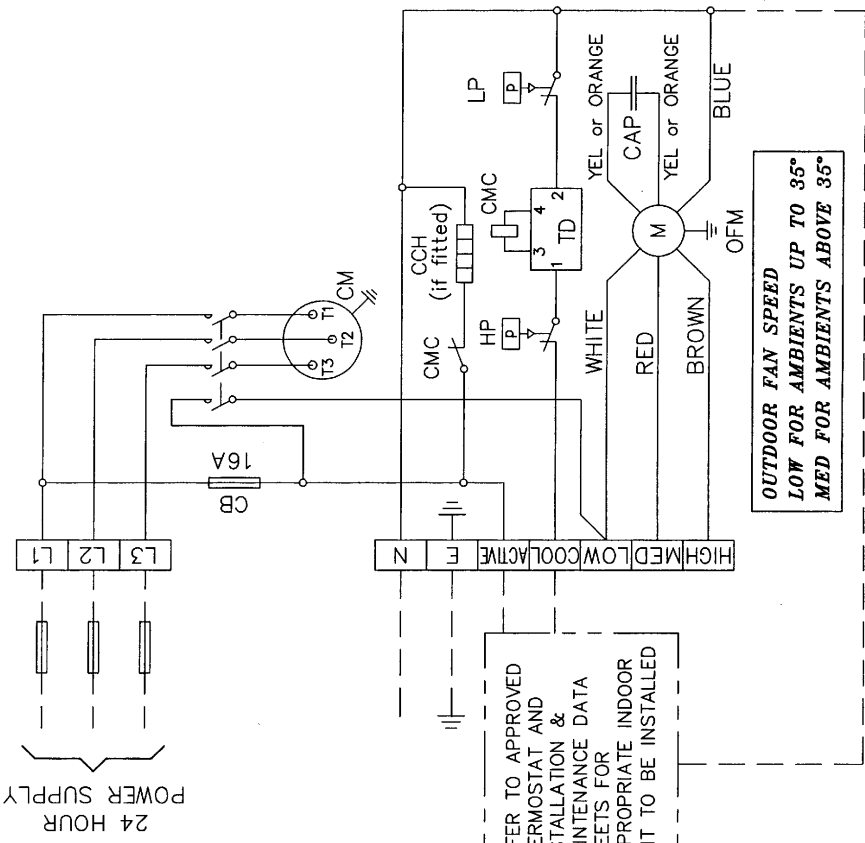 24 HOUR
POWER SUPPLY
L1
L2
L3
CB
16A
T1
T2
T3
CM
N
E
ACTIVE
COOL
LOW
MED
HIGH
CMC
CCH
(if fitted)
HP
P
CMC
3
4
1
2
TD
LP
P
WHITE
RED
BROWN
M
OFM
YEL or ORANGE
CAP
YEL or ORANGE
BLUE
FER TO APPROVED
ERMOSTAT AND
STALLATION &
INTENANCE DATA
EETS FOR
PROPRIATE INDOOR
IT TO BE INSTALLED
OUTDOOR FAN SPEED
LOW FOR AMBIENTS UP TO 35°
MED FOR AMBIENTS ABOVE 35°